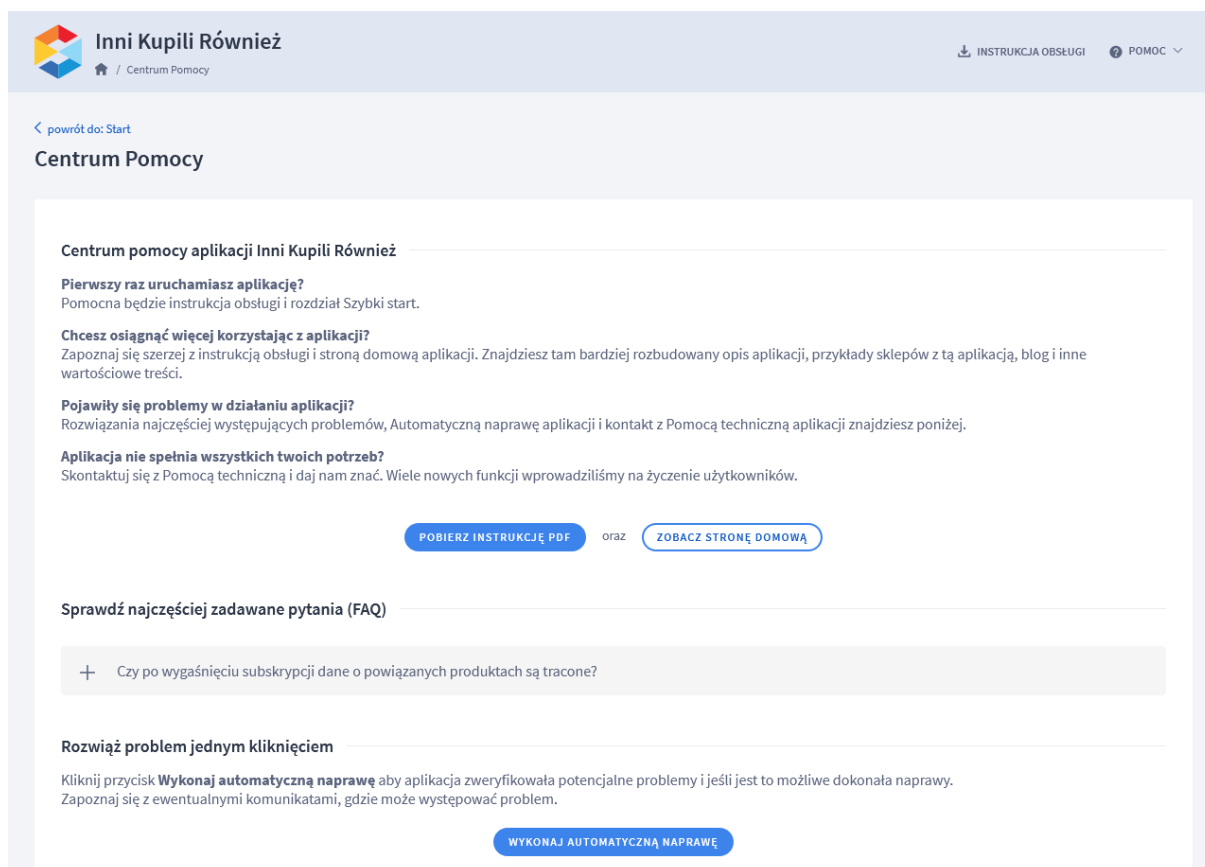 Inni Kupili Również
/ Centrum Pomocy
INSTRUKCJA OBSŁUGI
POMOC
powrót do: Start
Centrum Pomocy
Centrum pomocy aplikacji Inni Kupili Również
Pierwszy raz uruchamiasz aplikację?
Pomocna będzie instrukcja obsługi i rozdział Szybki start.
Chcesz osiągnąć więcej korzystając z aplikacji?
Zapoznaj się szerzej z instrukcją obsługi i stroną domową aplikacji. Znajdziesz tam bardziej rozbudowany opis aplikacji, przykłady sklepów z tą aplikacją, blog i inne
wartościowe treści.
Pojawiły się problemy w działaniu aplikacji?
Rozwiązania najczęściej występujących problemów, Automatyczną naprawę aplikacji i kontakt z Pomocą techniczną aplikacji znajdziesz poniżej.
Aplikacja nie spełnia wszystkich twoich potrzeb?
Skontaktuj się z Pomocą techniczną i daj nam znać. Wiele nowych funkcji wprowadziliśmy na życzenie użytkowników.
POBIERZ INSTRUKCJĘ PDF oraz ZOBACZ STRONĘ DOMOWĄ
Sprawdź najczęściej zadawane pytania (FAQ)
Czy po wygaśnięciu subskrypcji dane o powiązanych produktach są tracone?
Rozwiąż problem jednym kliknięciem
Kliknij przycisk Wykonaj automatyczną naprawę aby aplikacja zweryfikowała potencjalne problemy i jeśli jest to możliwe dokonała naprawy.
Zapoznaj się z ewentualnymi komunikatami, gdzie może występować problem.
WYKONAJ AUTOMATYCZNĄ NAPRAWĘ